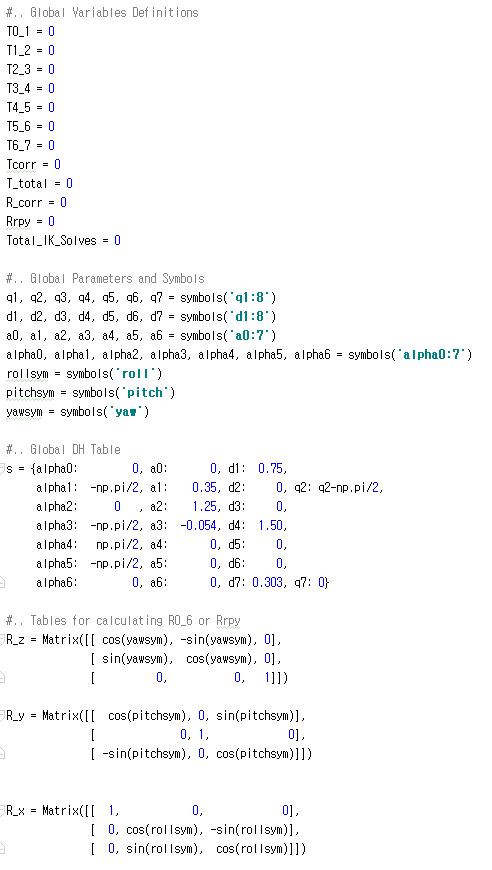 #.. Global Variables Definitions
T0_1 = 0
T1_2 = 0
T2_3 = 0
T3_4 = 0
T4_5 = 0
T5_6 = 0
T6_7 = 0
Tcorr = 0
T_total = 0
R_corr = 0
Rrpy = 0
Total_IK_Solves = 0
#.. Global Parameters and Symbols
q1, q2, q3, q4, q5, q6, q7 = symbols('q1:8')
d1, d2, d3, d4, d5, d6, d7 = symbols('d1:8')
a0, a1, a2, a3, a4, a5, a6 = symbols('a0:7')
alpha0, alpha1, alpha2, alpha3, alpha4, alpha5, alpha6 = symbols('alpha0:7')
rollsym = symbols('roll')
pitchsym = symbols('pitch')
yawsym = symbols('yaw')
#.. Global DH Table
s = {alpha0:        0, a0:      0, d1:  0.75,
     alpha1:  -np.pi/2, a1:   0.35, d2:     0, q2: q2-np.pi/2,
     alpha2:     0   , a2:   1.25, d3:     0,
     alpha3:  -np.pi/2, a3: -0.054, d4:  1.50,
     alpha4:   np.pi/2, a4:      0, d5:     0,
     alpha5:  -np.pi/2, a5:      0, d6:     0,
     alpha6:         0, a6:      0, d7: 0.303, q7: 0}
#.. Tables for calculating R0_6 or Rrpy
R_z = Matrix([[ cos(yawsym), -sin(yawsym), 0],
              [ sin(yawsym),  cos(yawsym), 0],
              [           0,            0,  1]])
R_y = Matrix([[  cos(pitchsym), 0, sin(pitchsym)],
              [              0, 1,             0],
              [ -sin(pitchsym), 0, cos(pitchsym)]])
R_x = Matrix([[  1,            0,             0],
              [  0, cos(rollsym), -sin(rollsym)],
              [  0, sin(rollsym),  cos(rollsym)]])